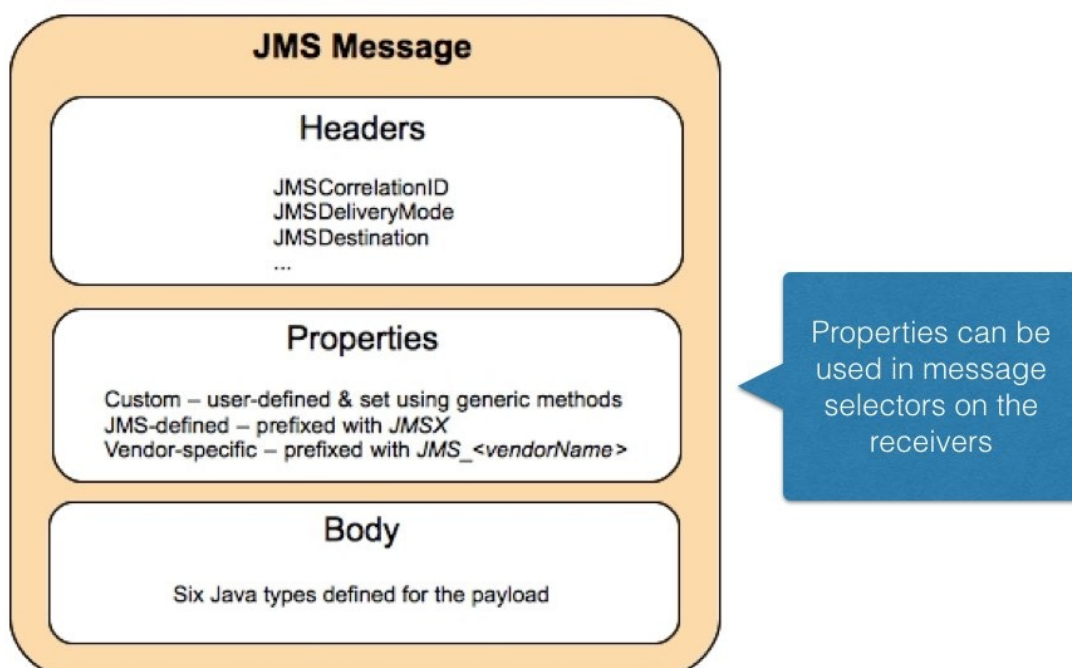 JMS Message
Headers
JMSCorrelationID
JMSDeliveryMode
JMSDestination
...
Properties
Custom – user-defined & set using generic methods
JMS-defined – prefixed with JMSX
Vendor-specific – prefixed with JMS_<vendorName>
Body
Six Java types defined for the payload
Properties can be
used in message
selectors on the
receivers